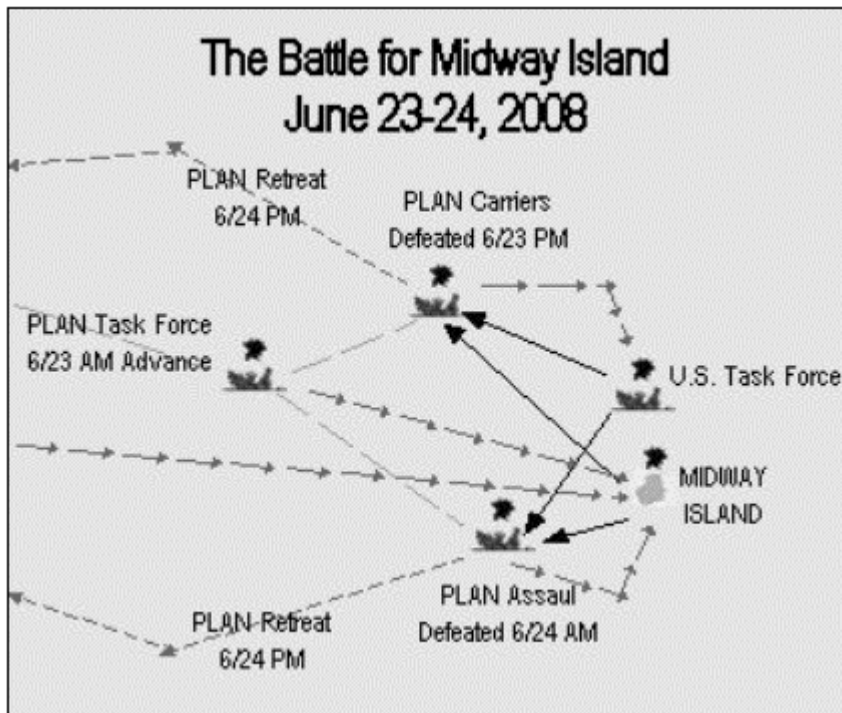 The Battle for Midway Island
June 23-24, 2008
PLAN Retreat
6/24 PM
PLAN Carriers
Defeated 6/23 PM
PLAN Task Force
6/23 AM Advance
U.S. Task Force
MIDWAY
ISLAND
PLAN Assaul
Defeated 6/24 AM
PLAN Retreat
6/24 PM